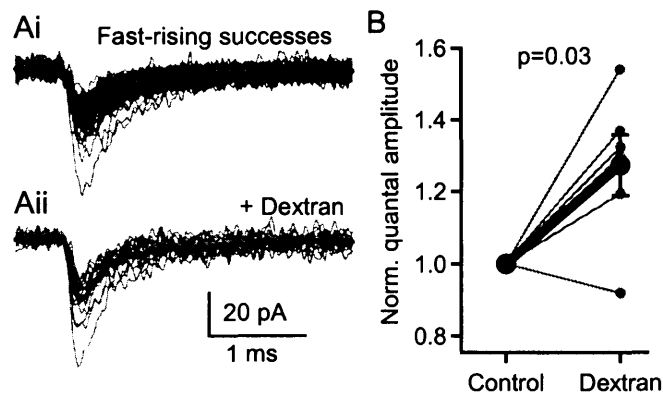 Ai
Fast-rising successes
Aii
+ Dextran
20 pA
1 ms
B
p=0.03
Norm. quantal amplitude
1.6
1.4
1.2
1.0
0.8
Control
Dextran